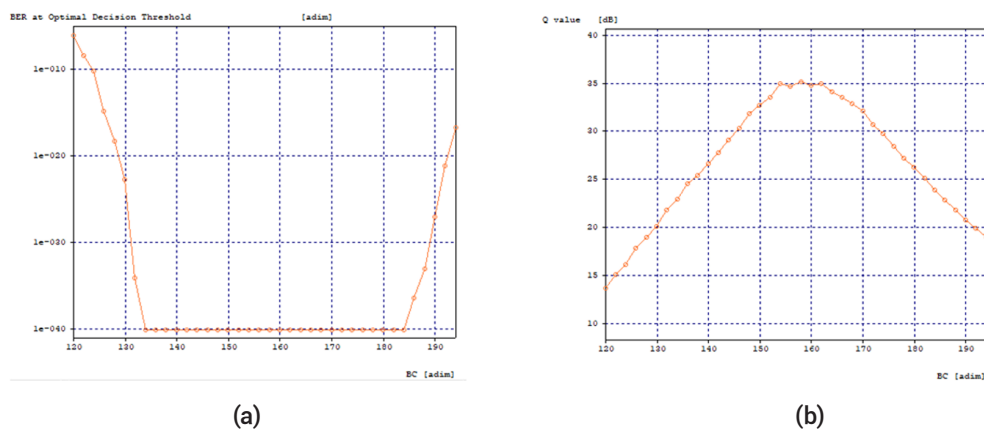 BER at Optimal Decision Threshold [adim]
1e-010
1e-020
1e-030
1e-040
120 130 140 150 160 170 180 190
BC [adim]
(a)
Q value [dB]
40
35
30
25
20
15
10
120 130 140 150 160 170 180 190
BC [adim]
(b)